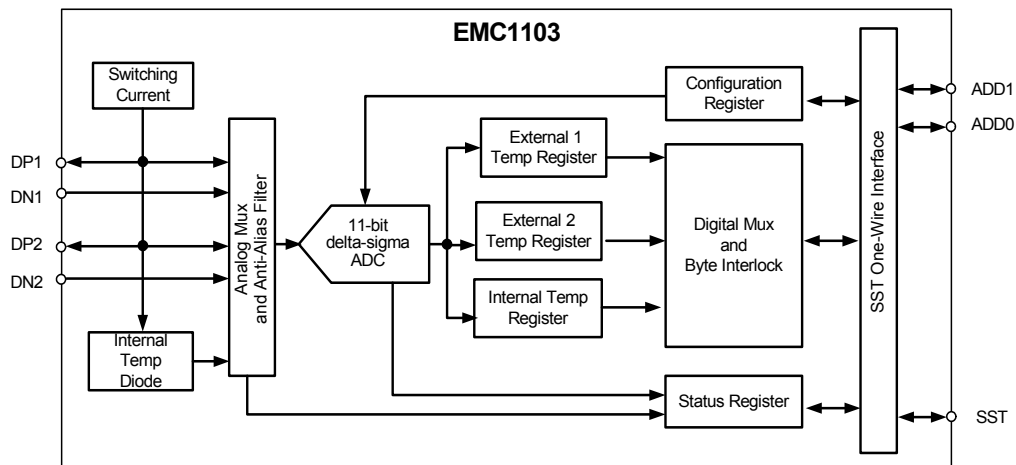 EMC1103
Switching
Current
Configuration
Register
ADD1
ADD0
External 1
Temp Register
DP1
DN1
DP2
DN2
Analog Mux
and Anti-Alias Filter
11-bit
delta-sigma
ADC
External 2
Temp Register
Digital Mux
and
Byte Interlock
SST One-Wire Interface
Internal Temp
Register
Internal
Temp
Diode
Status Register
SST